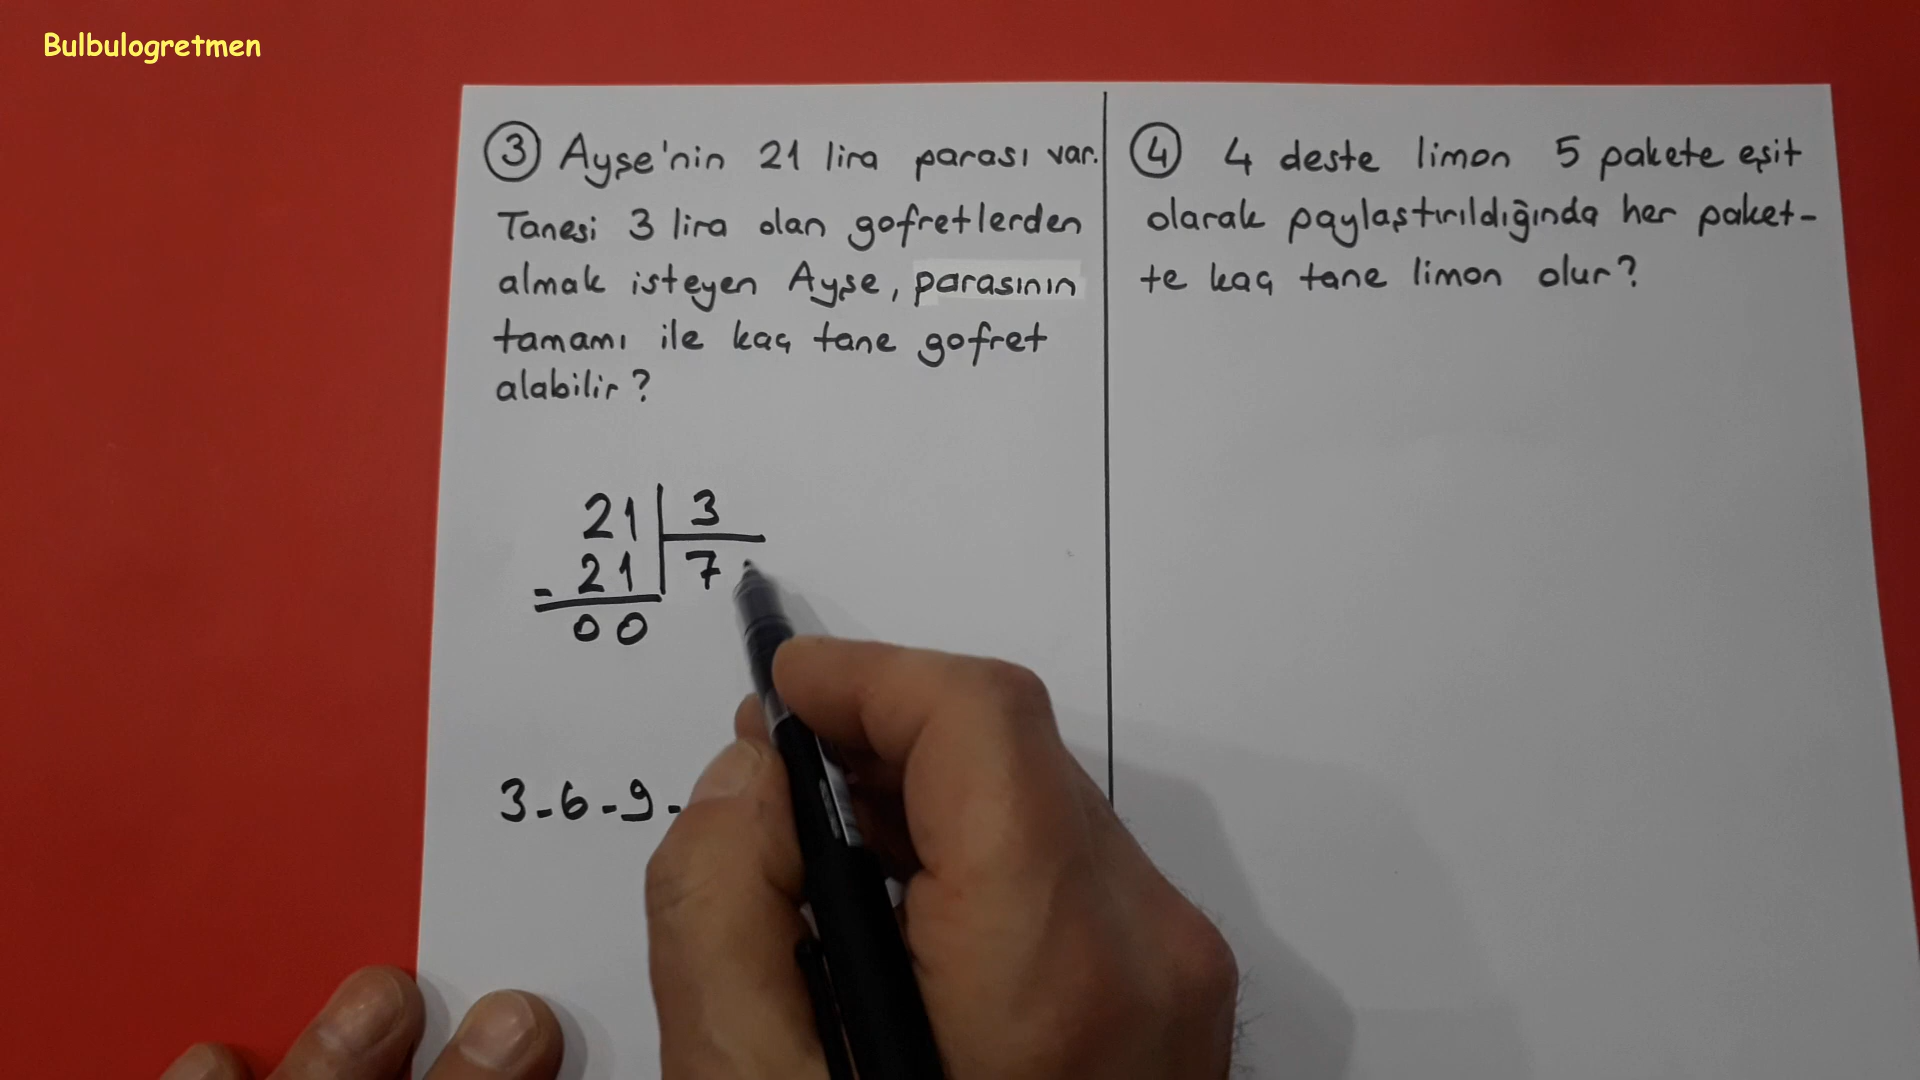 Bulbulogretmen
3 Ayşe'nin 21 lira parası var.
Tanesi 3 lira olan gofretlerden
almak isteyen Ayşe, parasının
tamamı ile kaç tane gofret
alabilir?
21 | 3
- 21 | 7
00
3-6-9-
4 4 deste limon 5 pakete eşit
olarak paylaştırıldığında her paket-
te kaç tane limon olur?